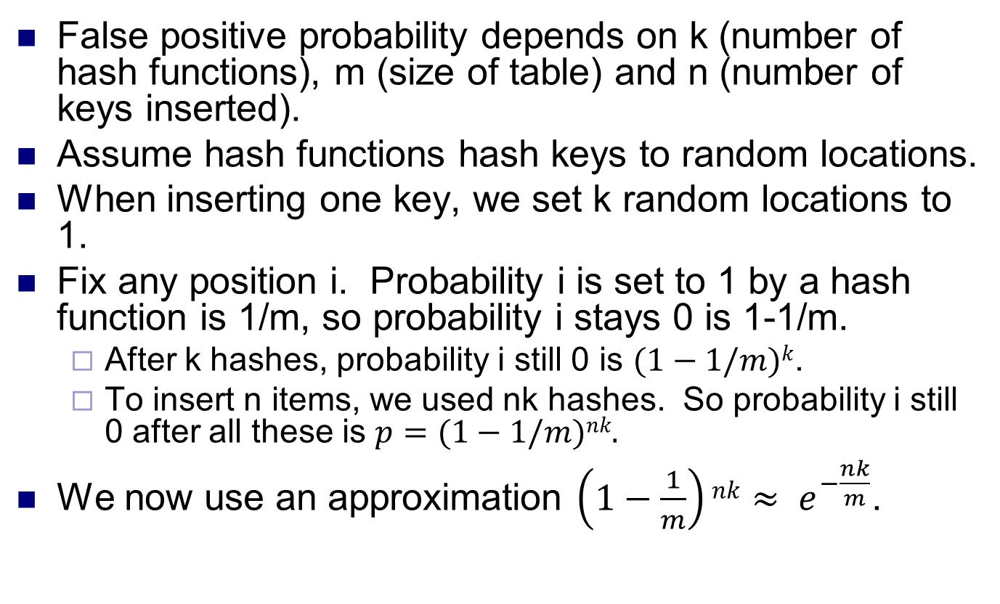 False positive probability depends on k (number of
hash functions), m (size of table) and n (number of
keys inserted).
Assume hash functions hash keys to random locations.
When inserting one key, we set k random locations to
1.
Fix any position i. Probability i is set to 1 by a hash
function is 1/m, so probability i stays 0 is 1-1/m.
After k hashes, probability i still 0 is (1 − 1/m)^k.
To insert n items, we used nk hashes. So probability i still
0 after all these is p = (1 − 1/m)^{nk}.
We now use an approximation (1 − \frac{1}{m})^{nk} ≈ e^{−\frac{nk}{m}}.